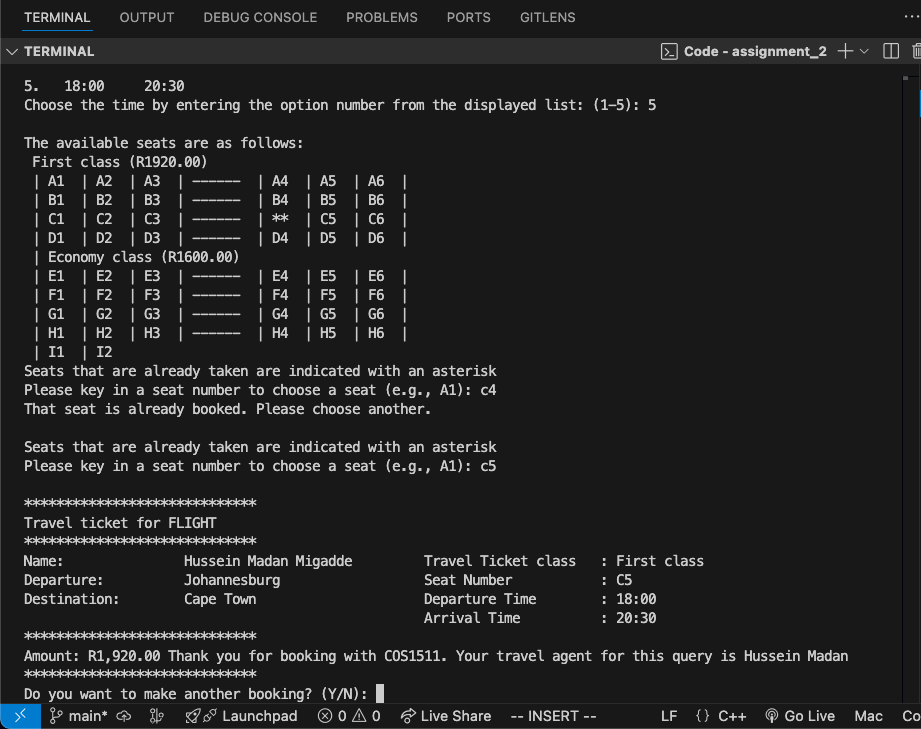 TERMINAL OUTPUT DEBUG CONSOLE PROBLEMS PORTS GITLENS ...
TERMINAL Code - assignment_2
5. 18:00 20:30
Choose the time by entering the option number from the displayed list: (1-5): 5
The available seats are as follows:
First class (R1920.00)
| A1 | A2 | A3 | ------ | A4 | A5 | A6 |
| B1 | B2 | B3 | ------ | B4 | B5 | B6 |
| C1 | C2 | C3 | ------ | ** | C5 | C6 |
| D1 | D2 | D3 | ------ | D4 | D5 | D6 |
| Economy class (R1600.00)
| E1 | E2 | E3 | ------ | E4 | E5 | E6 |
| F1 | F2 | F3 | ------ | F4 | F5 | F6 |
| G1 | G2 | G3 | ------ | G4 | G5 | G6 |
| H1 | H2 | H3 | ------ | H4 | H5 | H6 |
| I1 | I2
Seats that are already taken are indicated with an asterisk
Please key in a seat number to choose a seat (e.g., A1): c4
That seat is already booked. Please choose another.
Seats that are already taken are indicated with an asterisk
Please key in a seat number to choose a seat (e.g., A1): c5
*****************************
Travel ticket for FLIGHT
*****************************
Name: Hussein Madan Migadde Travel Ticket class : First class
Departure: Johannesburg Seat Number : C5
Destination: Cape Town Departure Time : 18:00
Arrival Time : 20:30
*****************************
Amount: R1,920.00 Thank you for booking with COS1511. Your travel agent for this query is Hussein Madan
*****************************
Do you want to make another booking? (Y/N):
main* Launchpad 0 0 Live Share -- INSERT -- LF {} C++ Go Live Mac Co